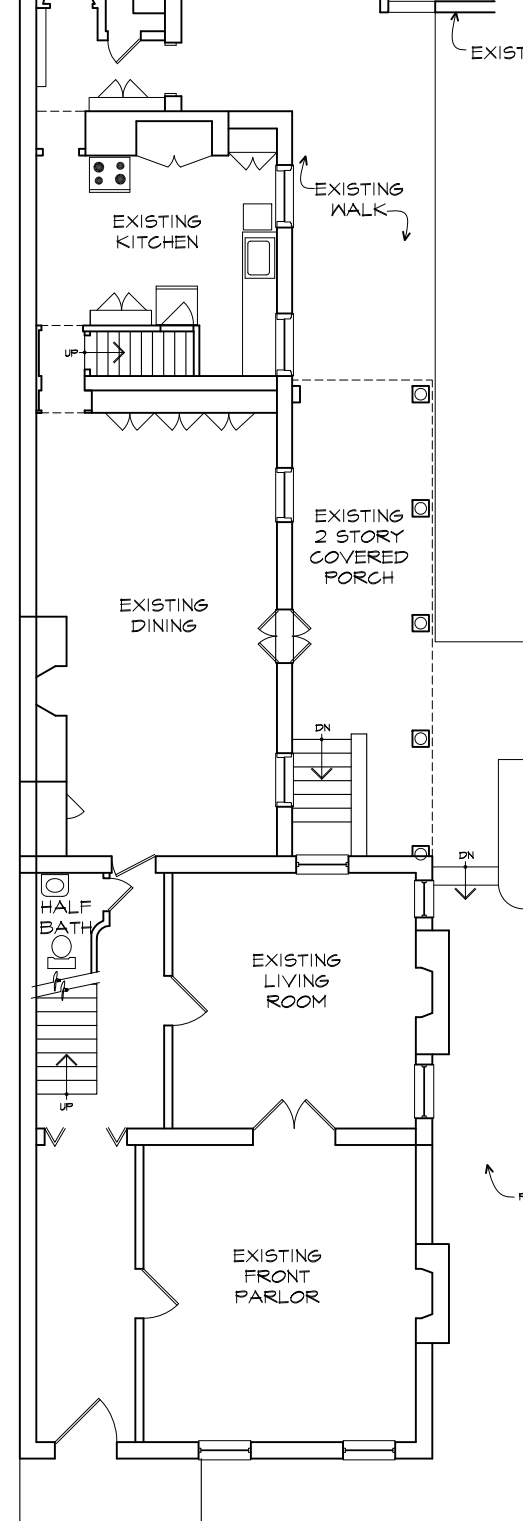 EXISTING
WALK
EXISTING
KITCHEN
UP
EXISTING
2 STORY
COVERED
PORCH
EXISTING
DINING
DN
DN
HALF
BATH
EXISTING
LIVING
ROOM
UP
EXISTING
FRONT
PARLOR